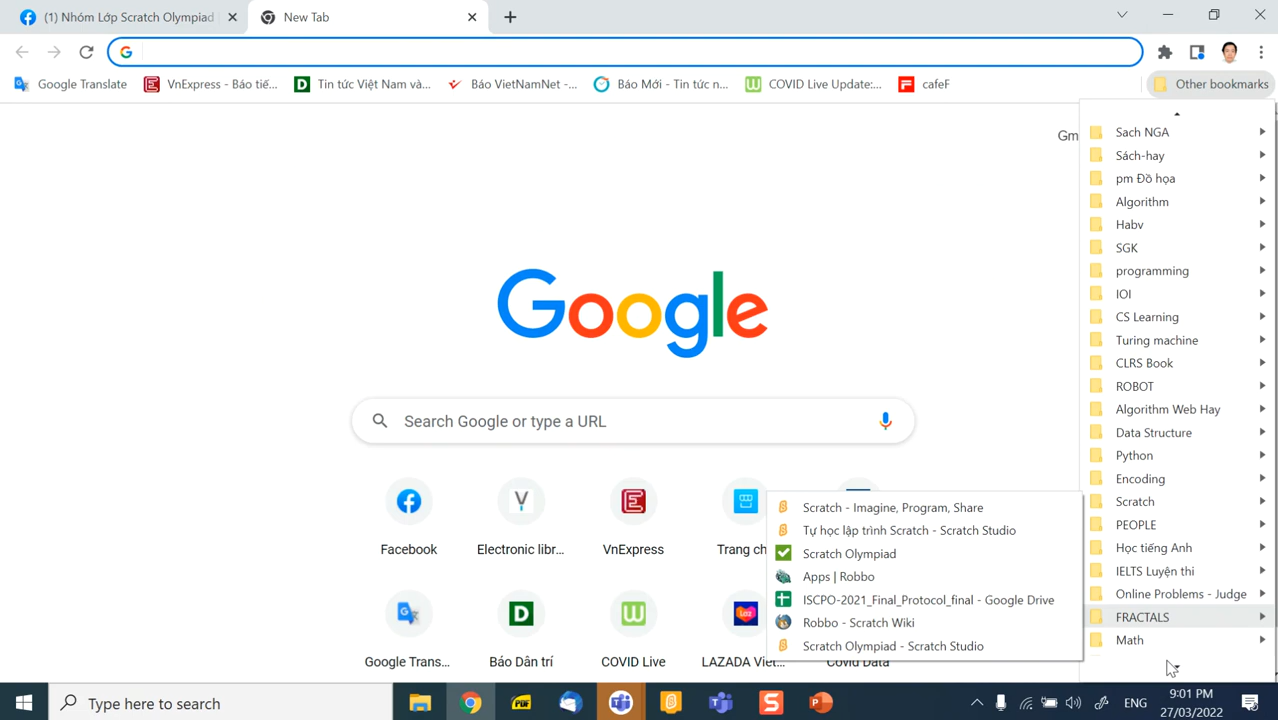 (1) Nhóm Lớp Scratch Olympiad
New Tab
Google Translate
VnExpress - Báo tiế...
Tin tức Việt Nam và...
Báo VietNamNet -...
Báo Mới - Tin tức n...
COVID Live Update:...
cafeF
Other bookmarks
Gm
Sach NGA
Sách-hay
pm Đồ họa
Algorithm
Habv
SGK
programming
IOI
CS Learning
Turing machine
CLRS Book
ROBOT
Algorithm Web Hay
Data Structure
Python
Encoding
Scratch
PEOPLE
Học tiếng Anh
IELTS Luyện thi
Online Problems - Judge
FRACTALS
Math
Google
Search Google or type a URL
Facebook
Electronic libr...
VnExpress
Trang ch
Google Trans...
Báo Dân trí
COVID Live
LAZADA Viet...
Covid Data
Scratch - Imagine, Program, Share
Tự học lập trình Scratch - Scratch Studio
Scratch Olympiad
Apps | Robbo
ISCPO-2021_Final_Protocol_final - Google Drive
Robbo - Scratch Wiki
Scratch Olympiad - Scratch Studio
Type here to search
ENG
9:01 PM
27/03/2022